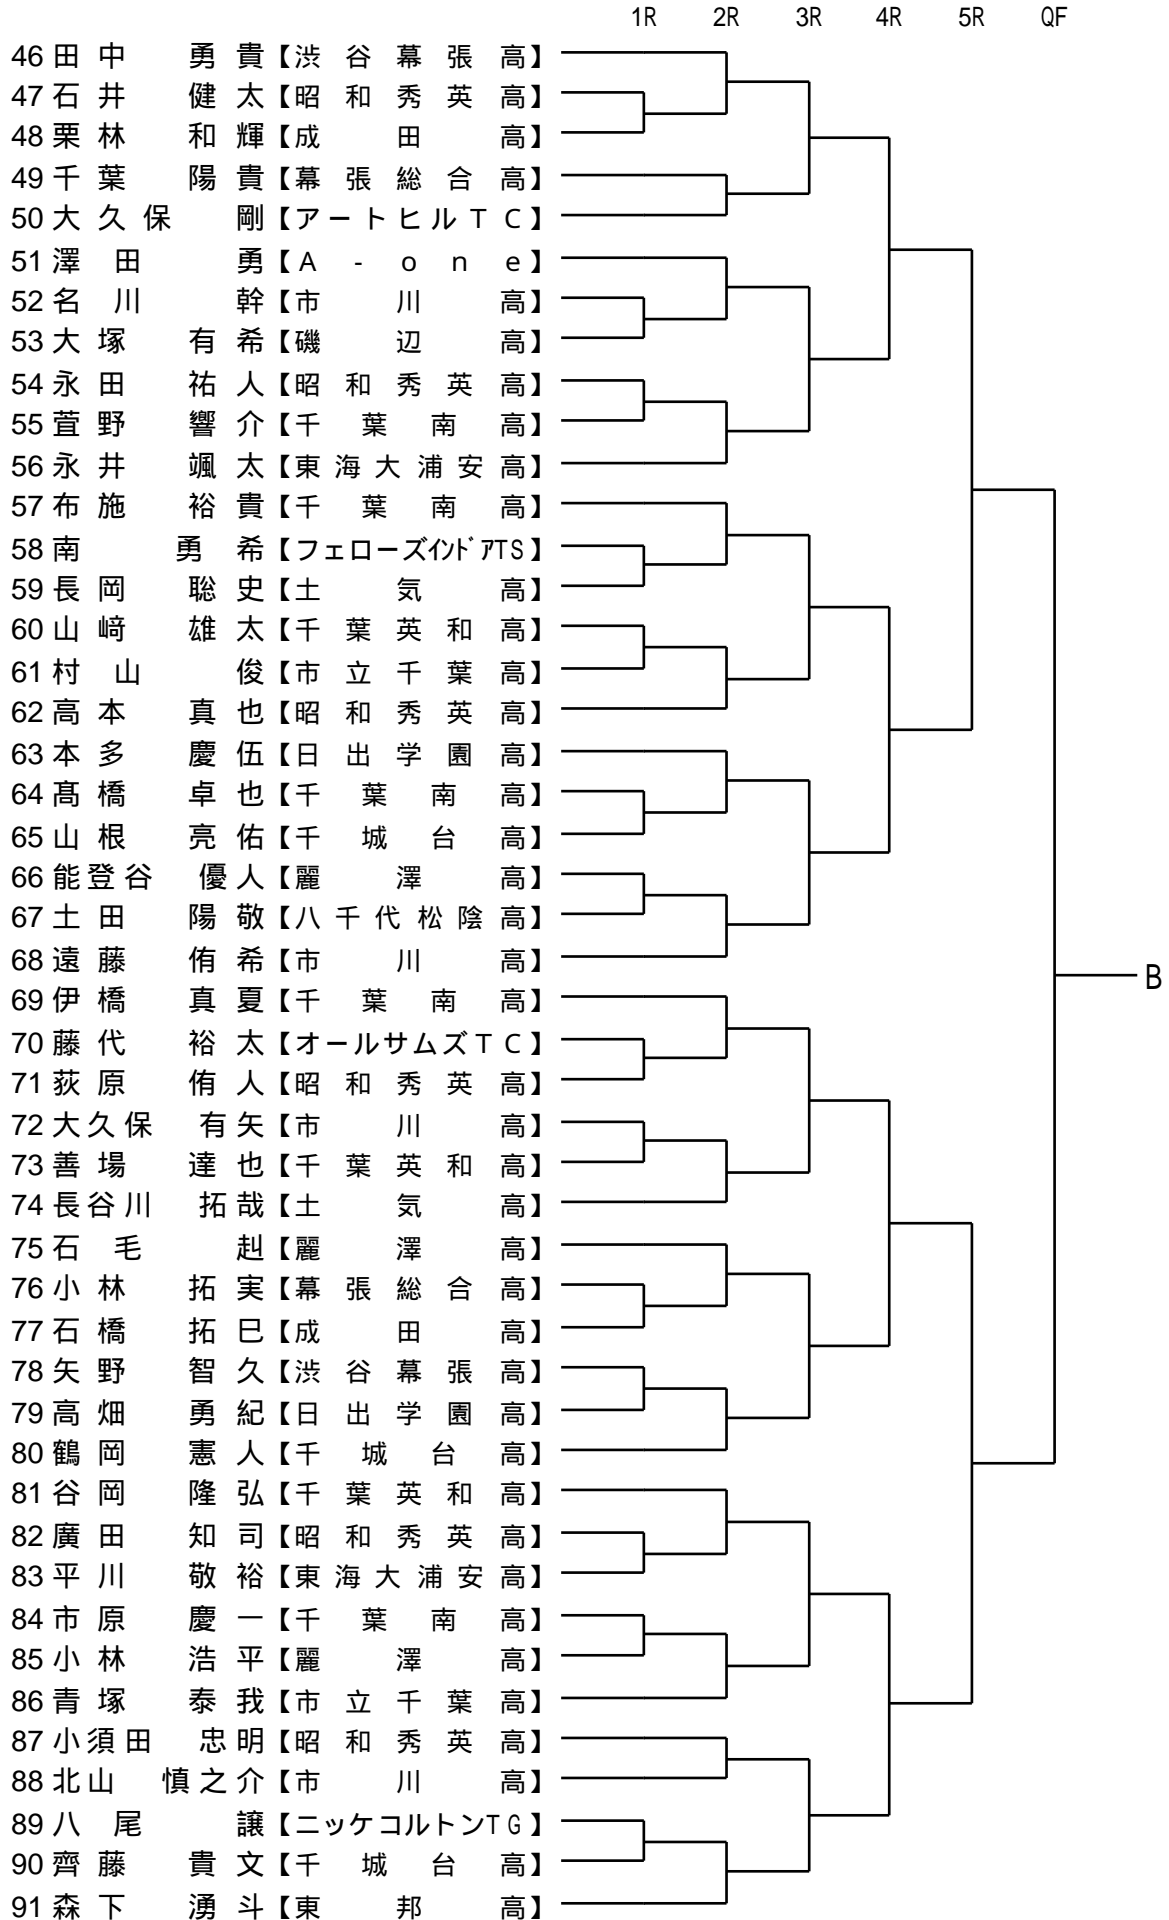 1R 2R 3R 4R 5R QF
46 田中 勇貴【渋谷幕張高】
47 石井 健太【昭和秀英高】
48 栗林 和輝【成田高】
49 千葉 陽貴【幕張総合高】
50 大久保 剛【アートヒルＴＣ】
51 澤田 勇【Ａ-ｏｎｅ】
52 名川 幹【市川高】
53 大塚 有希【磯辺高】
54 永田 祐人【昭和秀英高】
55 萱野 響介【千葉南高】
56 永井 颯太【東海大浦安高】
57 布施 裕貴【千葉南高】
58 南 勇希【フェローズｲﾝﾄﾞｱTS】
59 長岡 聡史【土気高】
60 山﨑 雄太【千葉英和高】
61 村山 俊【市立千葉高】
62 高本 真也【昭和秀英高】
63 本多 慶伍【日出学園高】
64 髙橋 卓也【千葉南高】
65 山根 亮佑【千城台高】
66 能登谷 優人【麗澤高】
67 土田 陽敬【八千代松陰高】
68 遠藤 侑希【市川高】
B
69 伊橋 真夏【千葉南高】
70 藤代 裕太【オールサムズＴＣ】
71 荻原 侑人【昭和秀英高】
72 大久保 有矢【市川高】
73 善場 達也【千葉英和高】
74 長谷川 拓哉【土気高】
75 石毛 赳【麗澤高】
76 小林 拓実【幕張総合高】
77 石橋 拓巳【成田高】
78 矢野 智久【渋谷幕張高】
79 高畑 勇紀【日出学園高】
80 鶴岡 憲人【千城台高】
81 谷岡 隆弘【千葉英和高】
82 廣田 知司【昭和秀英高】
83 平川 敬裕【東海大浦安高】
84 市原 慶一【千葉南高】
85 小林 浩平【麗澤高】
86 青塚 泰我【市立千葉高】
87 小須田 忠明【昭和秀英高】
88 北山 慎之介【市川高】
89 八尾 譲【ニッケコルトンTG】
90 齊藤 貴文【千城台高】
91 森下 湧斗【東邦高】